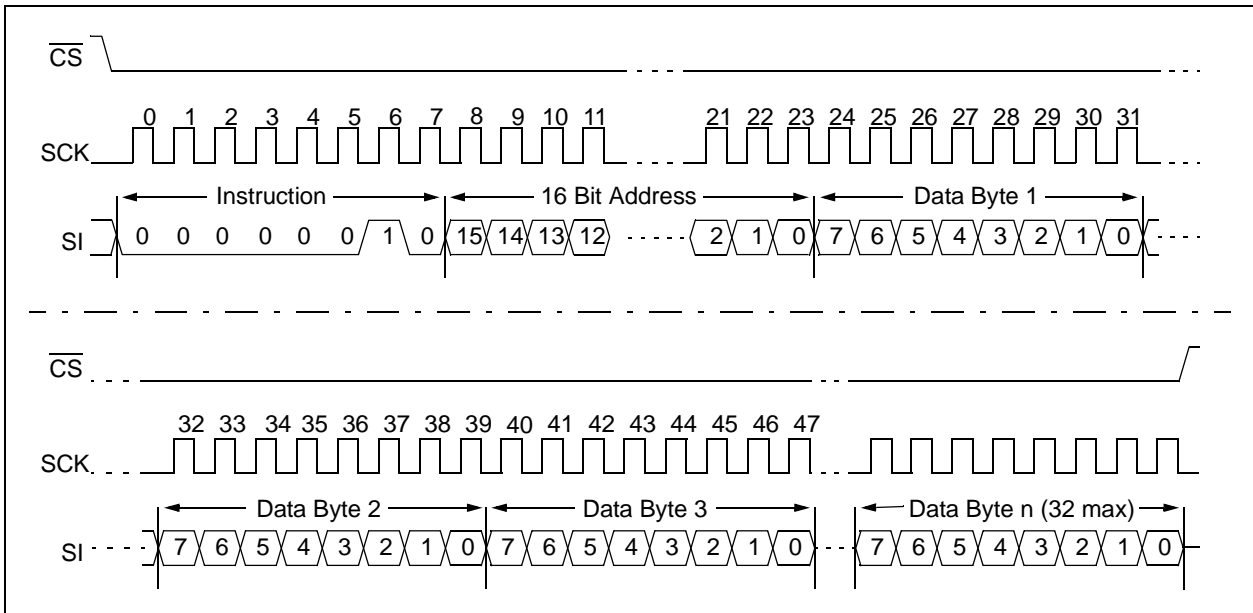 CS
0 1 2 3 4 5 6 7 8 9 10 11 21 22 23 24 25 26 27 28 29 30 31
SCK
Instruction 16 Bit Address Data Byte 1
SI 0 0 0 0 0 0 1 0 15 14 13 12 2 1 0 7 6 5 4 3 2 1 0
CS
32 33 34 35 36 37 38 39 40 41 42 43 44 45 46 47
SCK
Data Byte 2 Data Byte 3 Data Byte n (32 max)
SI 7 6 5 4 3 2 1 0 7 6 5 4 3 2 1 0 7 6 5 4 3 2 1 0